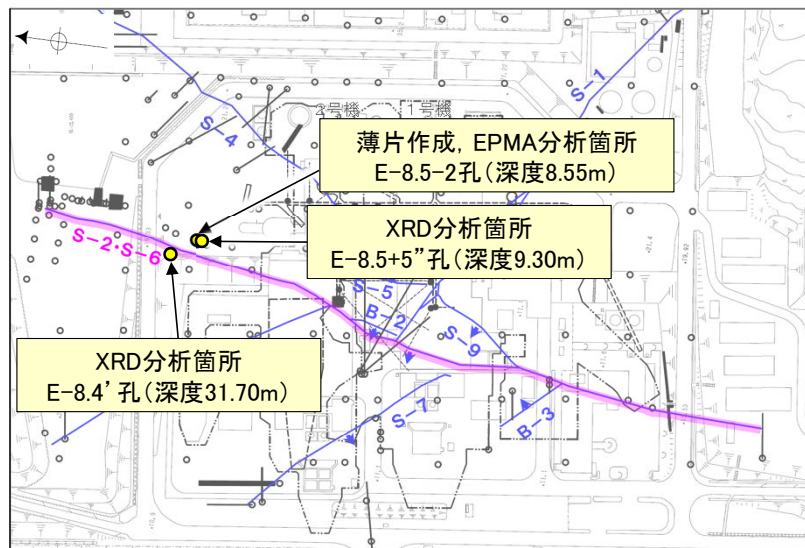 2号機
1号機
S-1
S-4
薄片作成, EPMA分析箇所
E-8.5-2孔(深度8.55m)
XRD分析箇所
E-8.5+5”孔(深度9.30m)
S-2・S-6
S-5
B-2
S-9
XRD分析箇所
E-8.4’孔(深度31.70m)
S-7
B-3